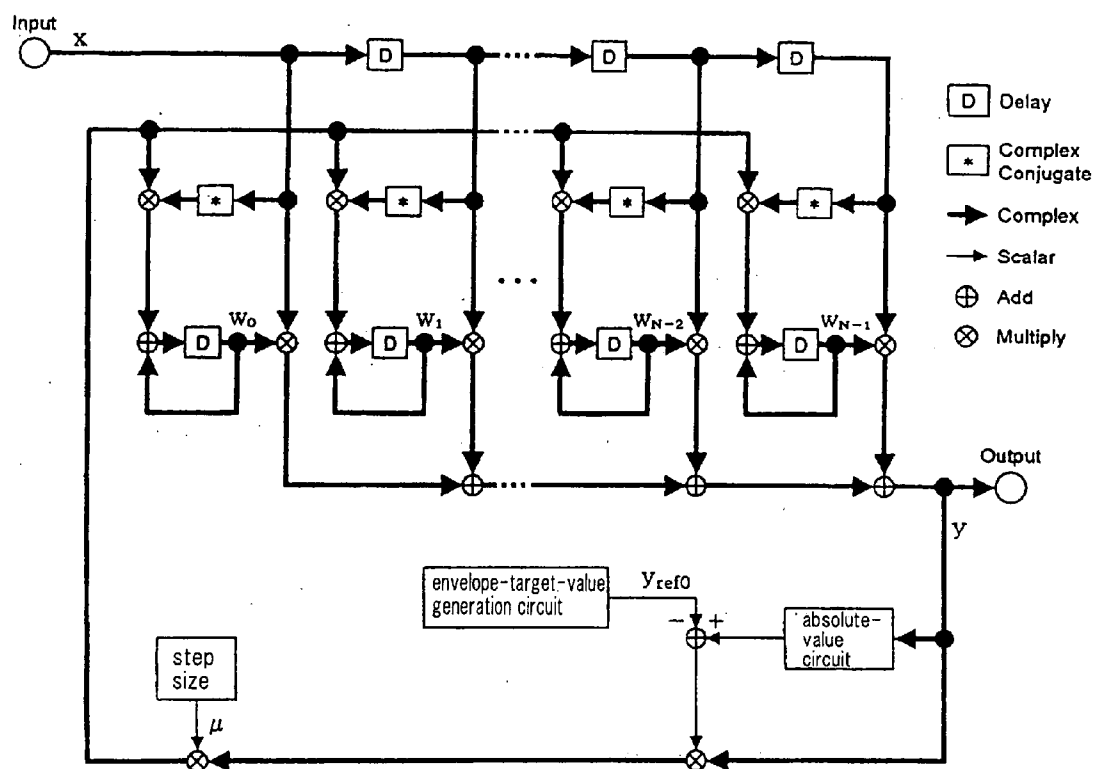 Input
x
D
D
D
D Delay
* Complex
Conjugate
Complex
Scalar
Add
Multiply
*
*
*
*
W0
W1
WN-2
WN-1
D
D
D
D
Output
y
envelope-target-value
generation circuit
yref0
− +
absolute-
value
circuit
step
size
μ